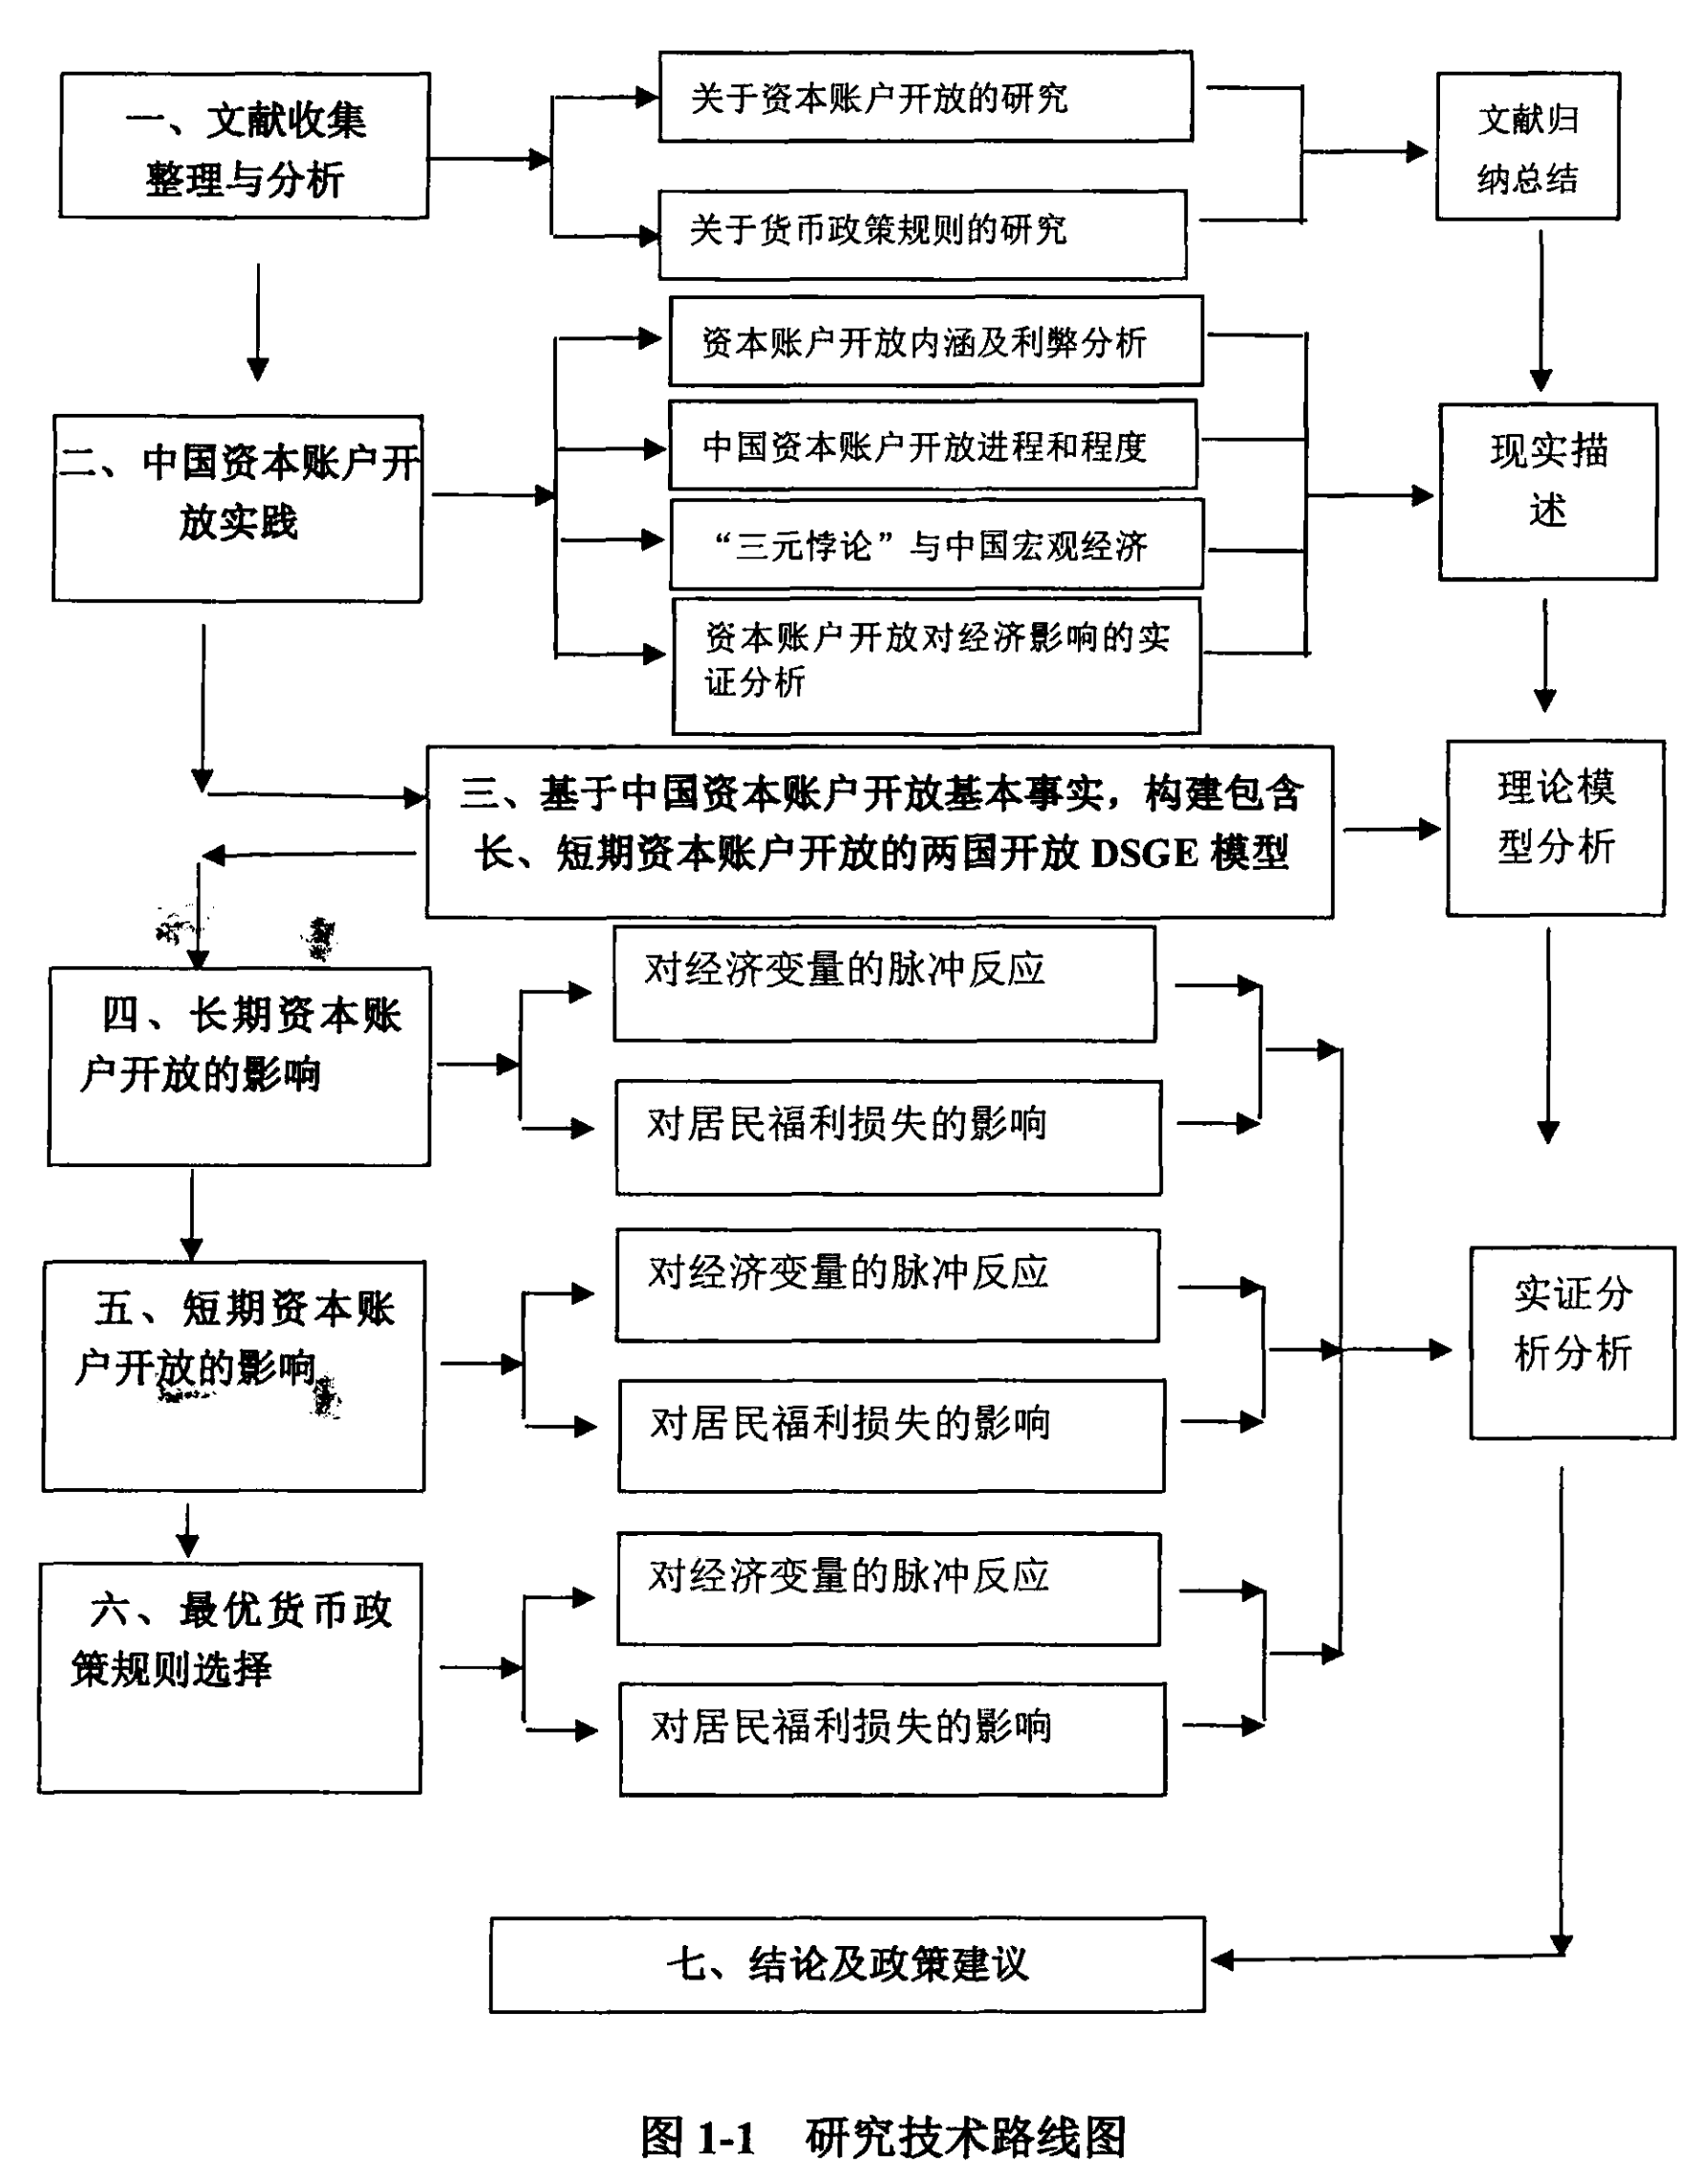 一、文献收集
整理与分析
关于资本账户开放的研究
关于货币政策规则的研究
文献归
纳总结
二、中国资本账户开
放实践
资本账户开放内涵及利弊分析
中国资本账户开放进程和程度
“三元悖论”与中国宏观经济
资本账户开放对经济影响的实
证分析
现实描
述
三、基于中国资本账户开放基本事实，构建包含
长、短期资本账户开放的两国开放 DSGE 模型
理论模
型分析
四、长期资本账
户开放的影响
对经济变量的脉冲反应
对居民福利损失的影响
五、短期资本账
户开放的影响
对经济变量的脉冲反应
对居民福利损失的影响
实证分
析分析
六、最优货币政
策规则选择
对经济变量的脉冲反应
对居民福利损失的影响
七、结论及政策建议
图 1-1 研究技术路线图